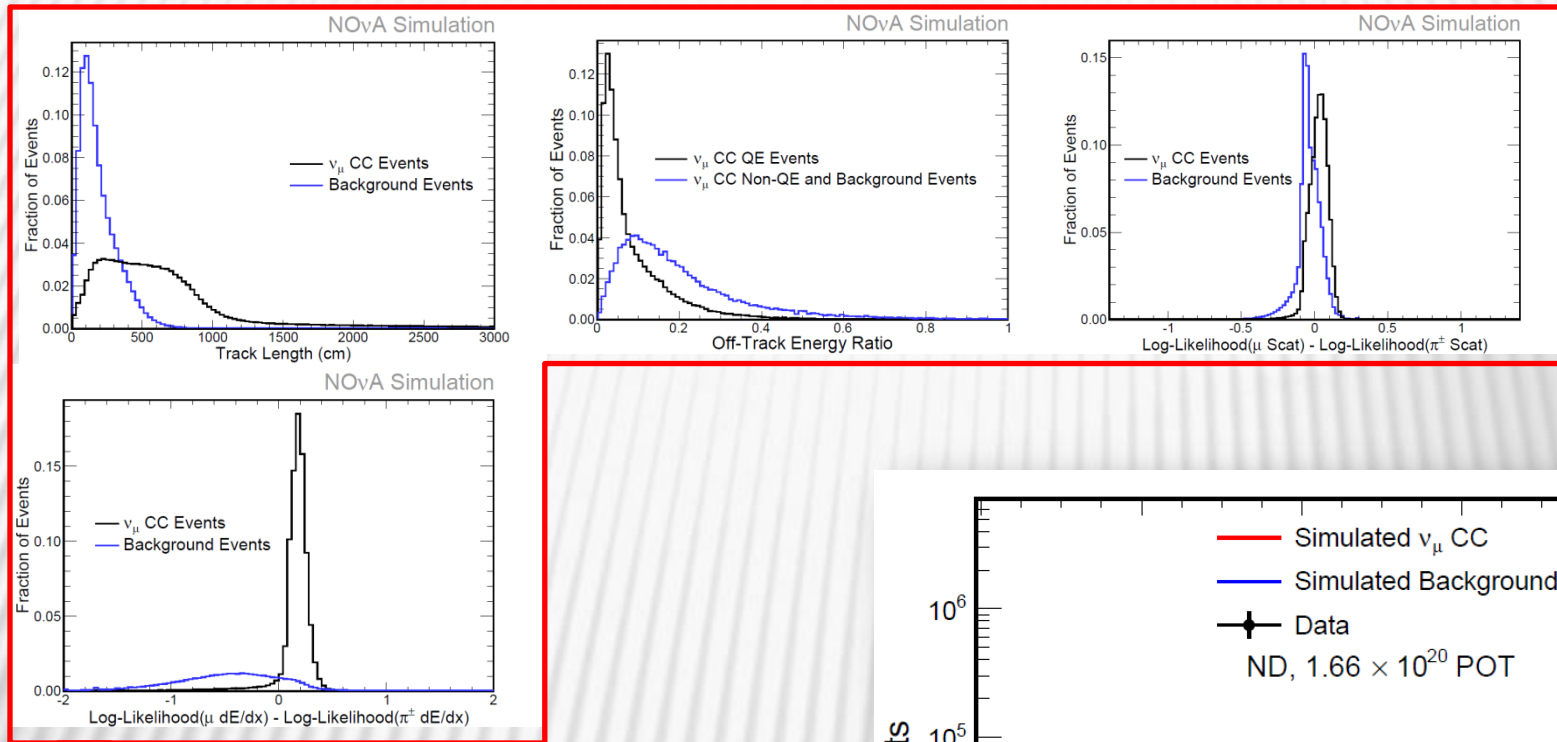 NOνA Simulation
Fraction of Events
0.12
0.10
0.08
0.06
0.04
0.02
0.00
ν_μ CC Events
Background Events
0 500 1000 1500 2000 2500 3000
Track Length (cm)
NOνA Simulation
Fraction of Events
0.12
0.10
0.08
0.06
0.04
0.02
0.00
ν_μ CC QE Events
ν_μ CC Non-QE and Background Events
0 0.2 0.4 0.6 0.8 1
Off-Track Energy Ratio
NOνA Simulation
Fraction of Events
0.15
0.10
0.05
0.00
ν_μ CC Events
Background Events
-1 -0.5 0 0.5 1
Log-Likelihood(μ Scat) - Log-Likelihood(π± Scat)
NOνA Simulation
Fraction of Events
0.15
0.10
0.05
0.00
ν_μ CC Events
Background Events
-2 -1 0 1 2
Log-Likelihood(μ dE/dx) - Log-Likelihood(π± dE/dx)
Simulated ν_μ CC
Simulated Background
Data
ND, 1.66 × 10²⁰ POT
10⁶
10⁵